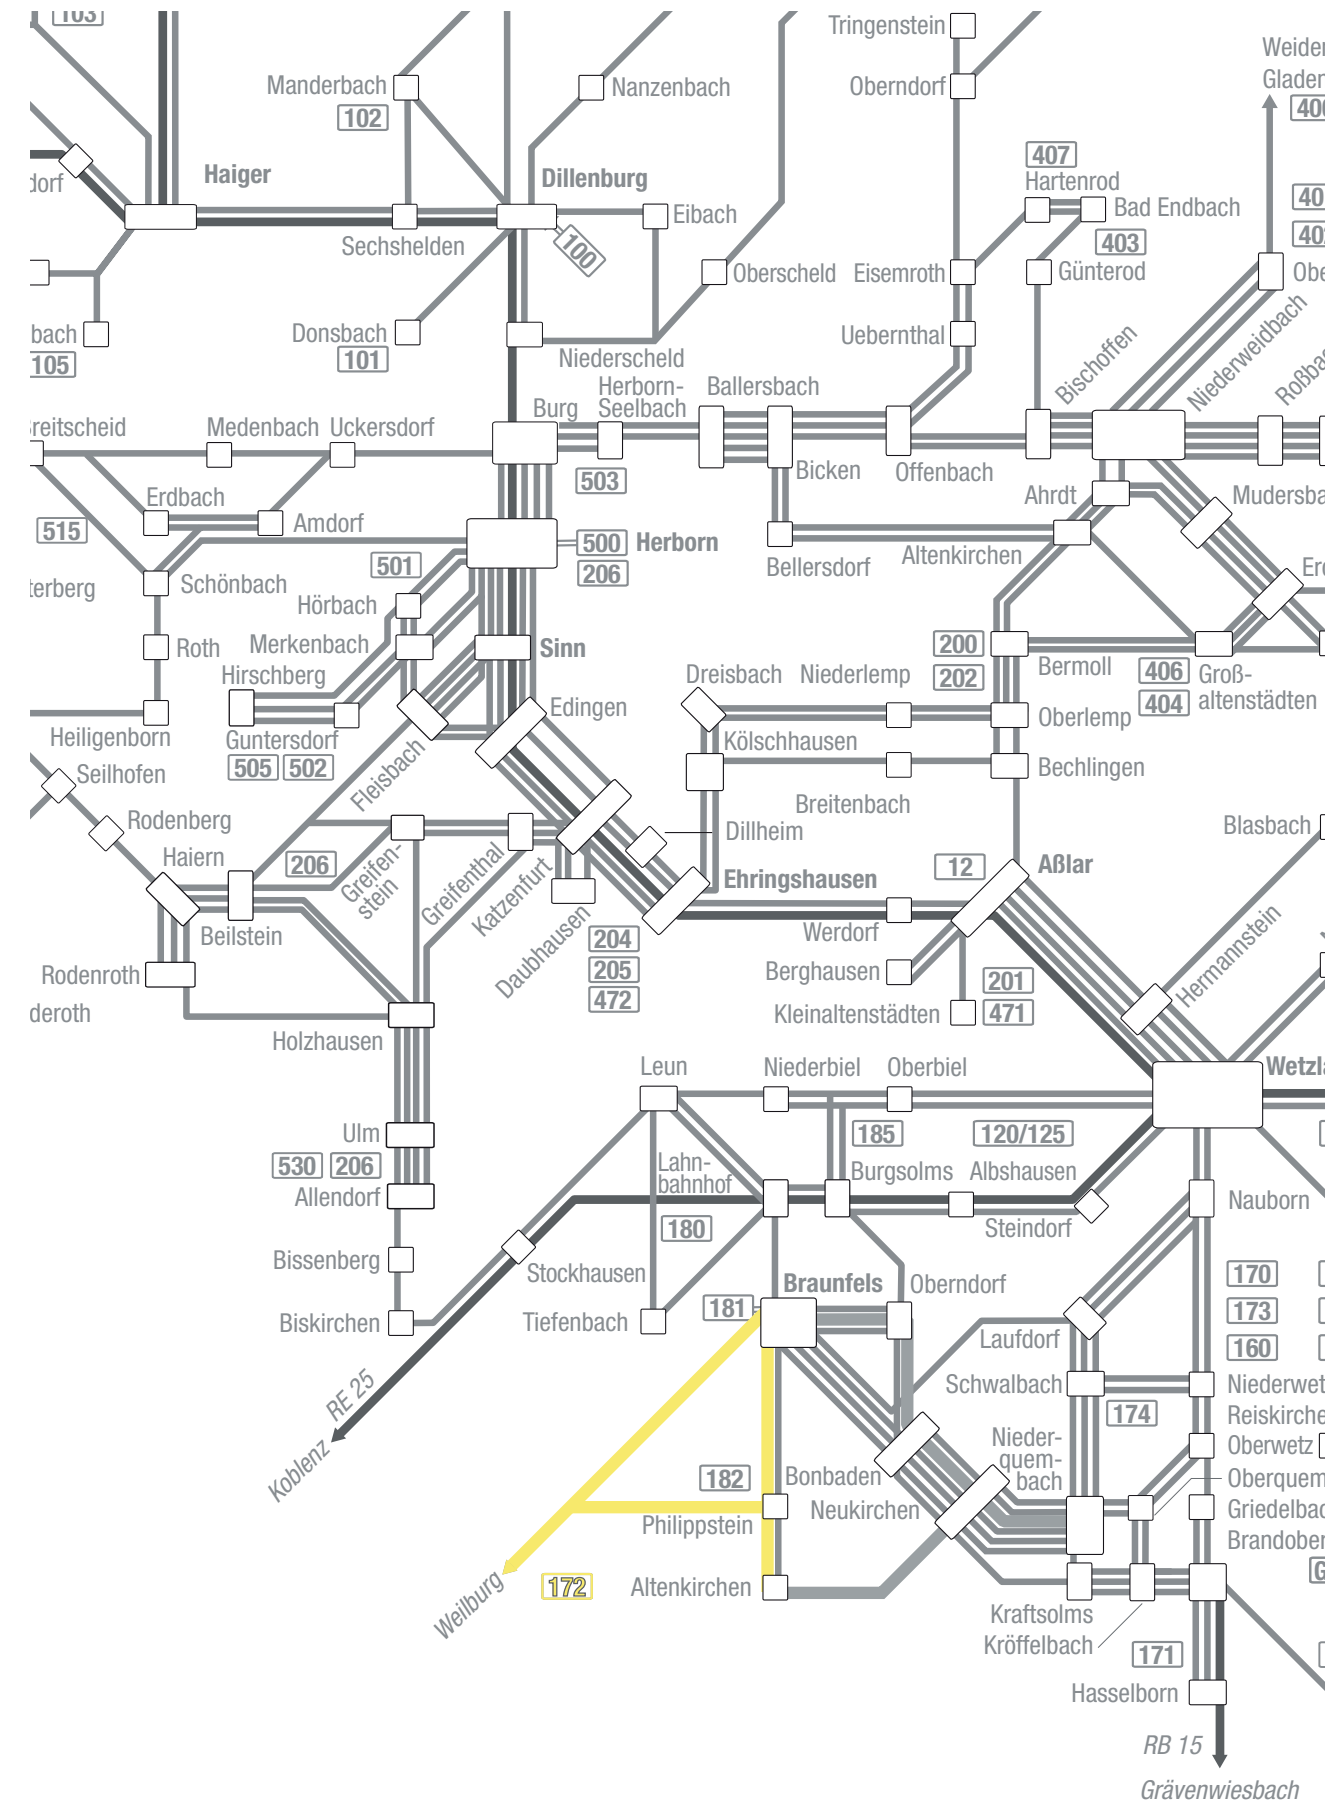 103
Tringenstein
Manderbach
Nanzenbach
Oberndorf
102
407
Haiger
Dillenburg
Hartenrod
Eibach
Bad Endbach
Sechshelden
100
403
Oberscheld
Eisemroth
Günterod
Donsbach
101
105
Niederscheld
Uebernthal
Bischoffen
Niederweidbach
Herborn-
Seelbach
Ballersbach
Burg
Medenbach
Uckersdorf
Bicken
Offenbach
503
Erdbach
Amdorf
515
Ahrdt
501
500
Herborn
206
Bellersdorf
Altenkirchen
Schönbach
Hörbach
Roth
Merkenbach
Sinn
200
202
Bermoll
406
404
Groß-
altenstädten
Hirschberg
Dreisbach
Niederlemp
Edingen
Oberlemp
Heiligenborn
Guntersdorf
505
502
Fleisbach
Kölschhausen
Bechlingen
Seilhofen
Breitenbach
Rodenberg
Dillheim
Haiern
206
Greifen-
stein
Greifenthal
Katzenfurt
Daubhausen
Ehringshausen
12
Aßlar
Blasbach
Beilstein
204
205
472
Werdorf
Berghausen
201
471
Kleinaltenstädten
Hermannstein
Rodenroth
Holzhausen
Leun
Niederbiel
Oberbiel
Ulm
530
206
Allendorf
185
120/125
Lahn-
bahnhof
Burgsolms
Albshausen
Nauborn
180
Steindorf
Bissenberg
Stockhausen
Braunfels
Oberndorf
170
173
160
Biskirchen
Tiefenbach
181
Laufdorf
RE 25
Koblenz
Schwalbach
174
Oberwetz
182
Bonbaden
Nieder-
quem-
bach
Neukirchen
Philippstein
172
Weilburg
Altenkirchen
Kraftsolms
Kröffelbach
171
Hasselborn
RB 15
Grävenwiesbach